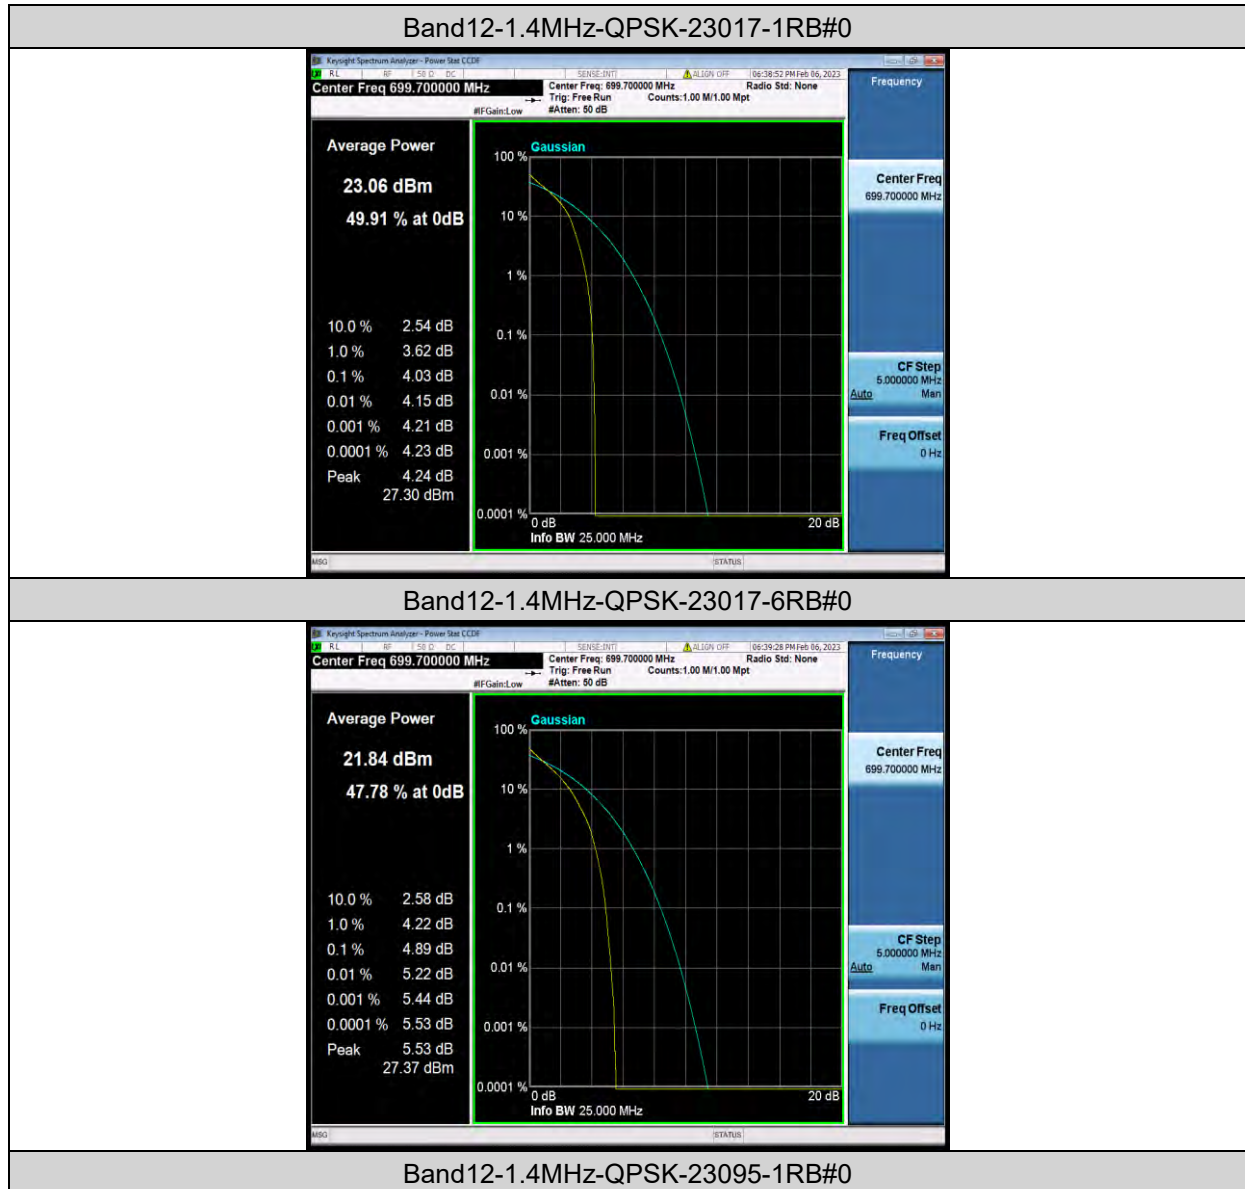 Band12-1.4MHz-QPSK-23017-1RB#0
Keysight Spectrum Analyzer - Power Stat CCDF
RL RF 50 Ω DC SENSE:INT ALIGN OFF 06:38:52 PM Feb 06, 2023
Center Freq 699.700000 MHz Center Freq: 699.700000 MHz Radio Std: None Frequency
Trig: Free Run Counts:1.00 M/1.00 Mpt
#IFGain:Low #Atten: 50 dB
Average Power
Gaussian
100 %
23.06 dBm
Center Freq
699.700000 MHz
49.91 % at 0dB
10 %
1 %
10.0 % 2.54 dB
0.1 %
1.0 % 3.62 dB
0.1 % 4.03 dB
CF Step
5.000000 MHz
Auto Man
0.01 % 4.15 dB
0.01 %
0.001 % 4.21 dB
Freq Offset
0 Hz
0.0001 % 4.23 dB
0.001 %
Peak 4.24 dB
27.30 dBm
0.0001 %
0 dB 20 dB
Info BW 25.000 MHz
MSG STATUS
Band12-1.4MHz-QPSK-23017-6RB#0
Keysight Spectrum Analyzer - Power Stat CCDF
RL RF 50 Ω DC SENSE:INT ALIGN OFF 06:39:28 PM Feb 06, 2023
Center Freq 699.700000 MHz Center Freq: 699.700000 MHz Radio Std: None Frequency
Trig: Free Run Counts:1.00 M/1.00 Mpt
#IFGain:Low #Atten: 50 dB
Average Power
Gaussian
100 %
21.84 dBm
Center Freq
699.700000 MHz
47.78 % at 0dB
10 %
1 %
10.0 % 2.58 dB
0.1 %
1.0 % 4.22 dB
0.1 % 4.89 dB
CF Step
5.000000 MHz
Auto Man
0.01 % 5.22 dB
0.01 %
0.001 % 5.44 dB
Freq Offset
0 Hz
0.0001 % 5.53 dB
0.001 %
Peak 5.53 dB
27.37 dBm
0.0001 %
0 dB 20 dB
Info BW 25.000 MHz
MSG STATUS
Band12-1.4MHz-QPSK-23095-1RB#0